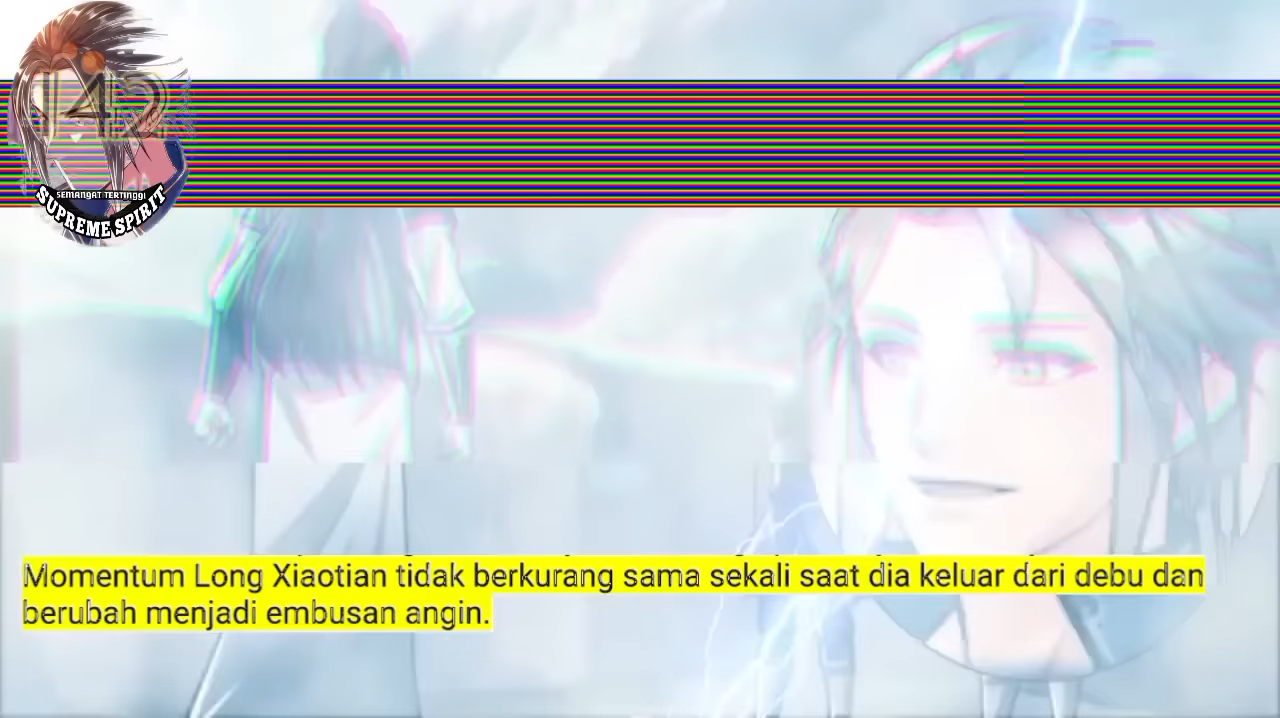 142
SEMANGAT TERTINGGI
SUPREME SPIRIT
Momentum Long Xiaotian tidak berkurang sama sekali saat dia keluar dari debu dan
berubah menjadi embusan angin.